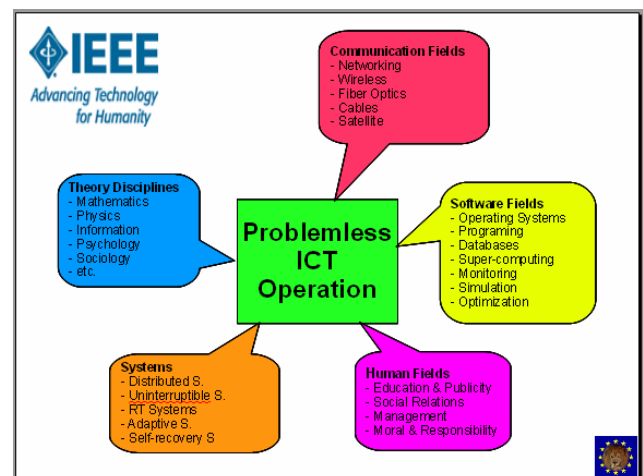 IEEE
Advancing Technology
for Humanity
Communication Fields
- Networking
- Wireless
- Fiber Optics
- Cables
- Satellite
Theory Disciplines
- Mathematics
- Physics
- Information
- Psychology
- Sociology
- etc.
Problemless
ICT
Operation
Software Fields
- Operating Systems
- Programing
- Databases
- Super-computing
- Monitoring
- Simulation
- Optimization
Systems
- Distributed S.
- Uninterruptible S.
- RT Systems
- Adaptive S.
- Self-recovery S
Human Fields
- Education & Publicity
- Social Relations
- Management
- Moral & Responsibility